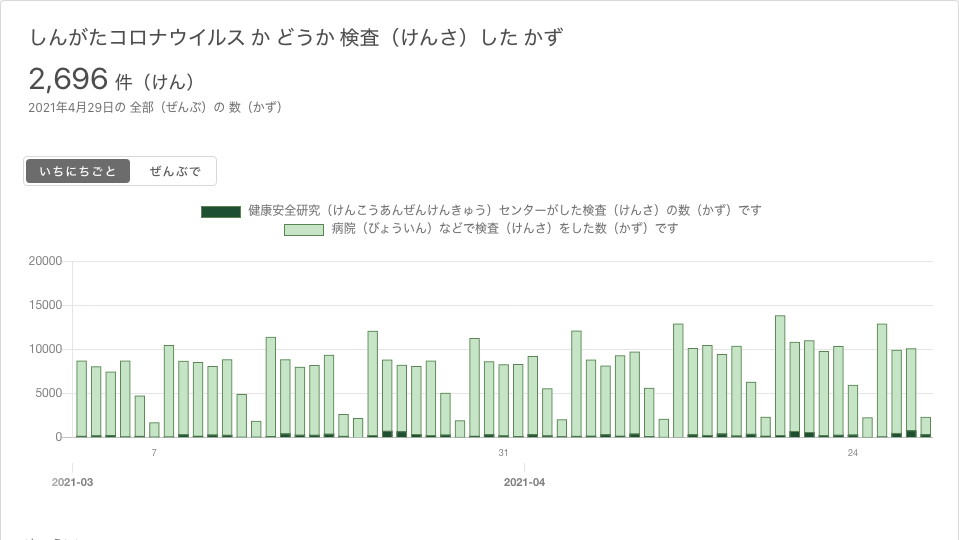 しんがたコロナウイルス か どうか 検査（けんさ）した かず
2,696 件（けん）
2021年4月29日の 全部（ぜんぶ）の 数（かず）
いちにちごと ぜんぶで
健康安全研究（けんこうあんぜんけんきゅう）センターがした検査（けんさ）の数（かず）です
病院（びょういん）などで検査（けんさ）をした数（かず）です
20000
15000
10000
5000
0
7 31 24
2021-03 2021-04